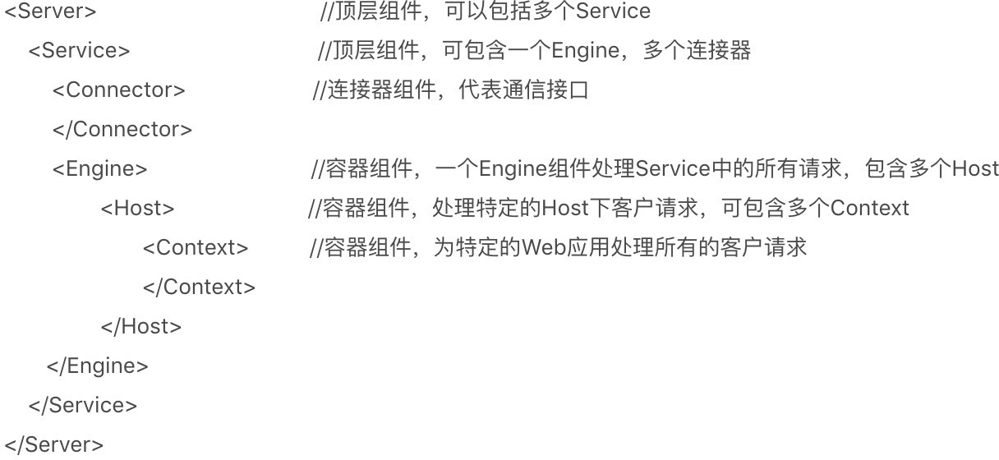 <Server> //顶层组件，可以包括多个Service
<Service> //顶层组件，可包含一个Engine，多个连接器
<Connector> //连接器组件，代表通信接口
</Connector>
<Engine> //容器组件，一个Engine组件处理Service中的所有请求，包含多个Host
<Host> //容器组件，处理特定的Host下客户请求，可包含多个Context
<Context> //容器组件，为特定的Web应用处理所有的客户请求
</Context>
</Host>
</Engine>
</Service>
</Server>